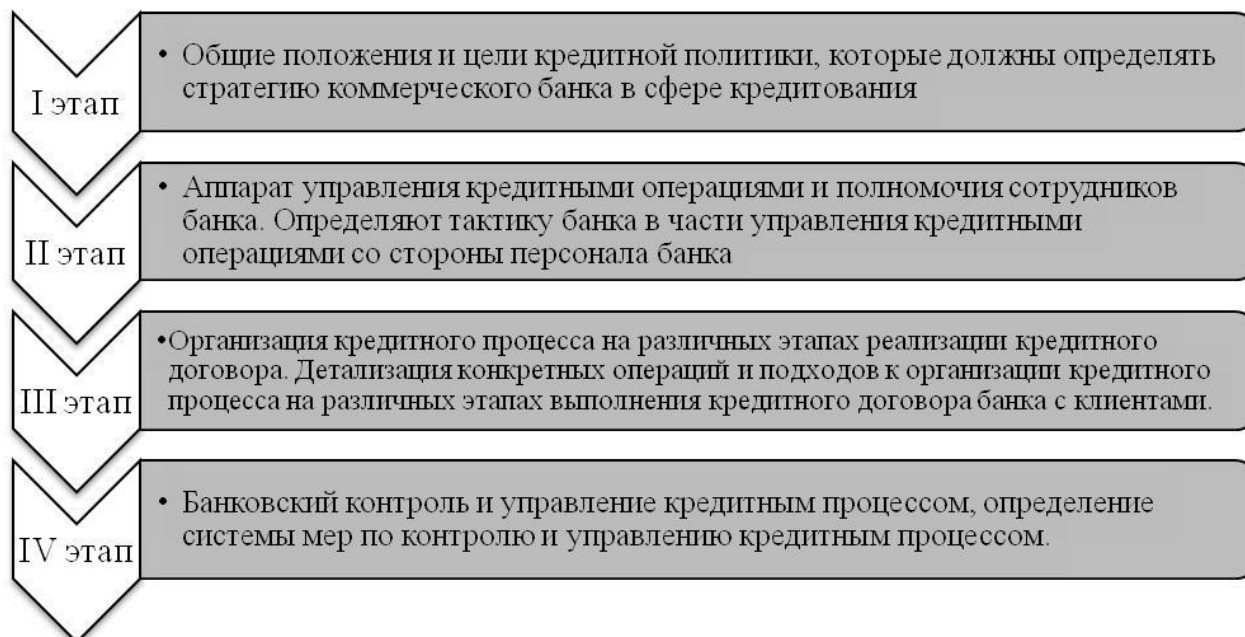 I этап
• Общие положения и цели кредитной политики, которые должны определять
стратегию коммерческого банка в сфере кредитования
II этап
• Аппарат управления кредитными операциями и полномочия сотрудников
банка. Определяют тактику банка в части управления кредитными
операциями со стороны персонала банка
III этап
•Организация кредитного процесса на различных этапах реализации кредитного
договора. Детализация конкретных операций и подходов к организации кредитного
процесса на различных этапах выполнения кредитного договора банка с клиентами.
IV этап
• Банковский контроль и управление кредитным процессом, определение
системы мер по контролю и управлению кредитным процессом.